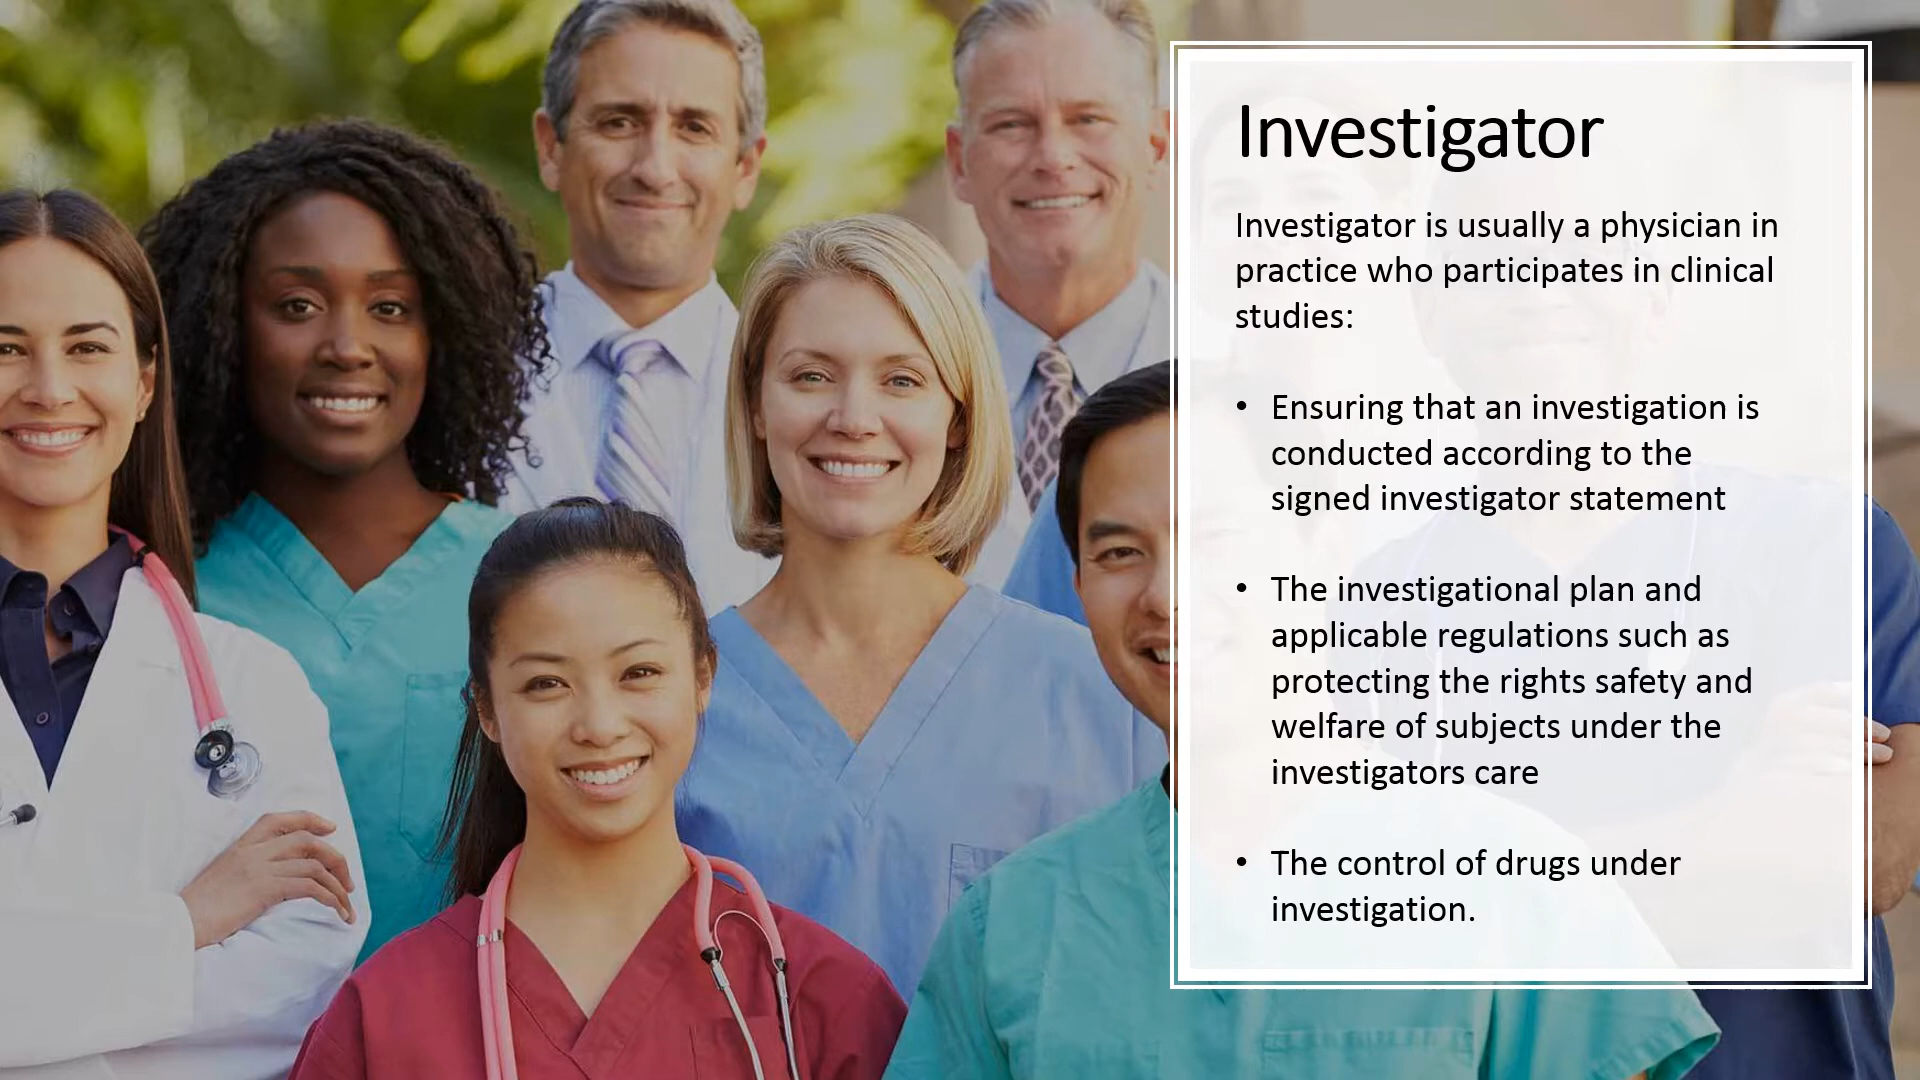 Investigator
Investigator is usually a physician in
practice who participates in clinical
studies:
• Ensuring that an investigation is
conducted according to the
signed investigator statement
• The investigational plan and
applicable regulations such as
protecting the rights safety and
welfare of subjects under the
investigators care
• The control of drugs under
investigation.